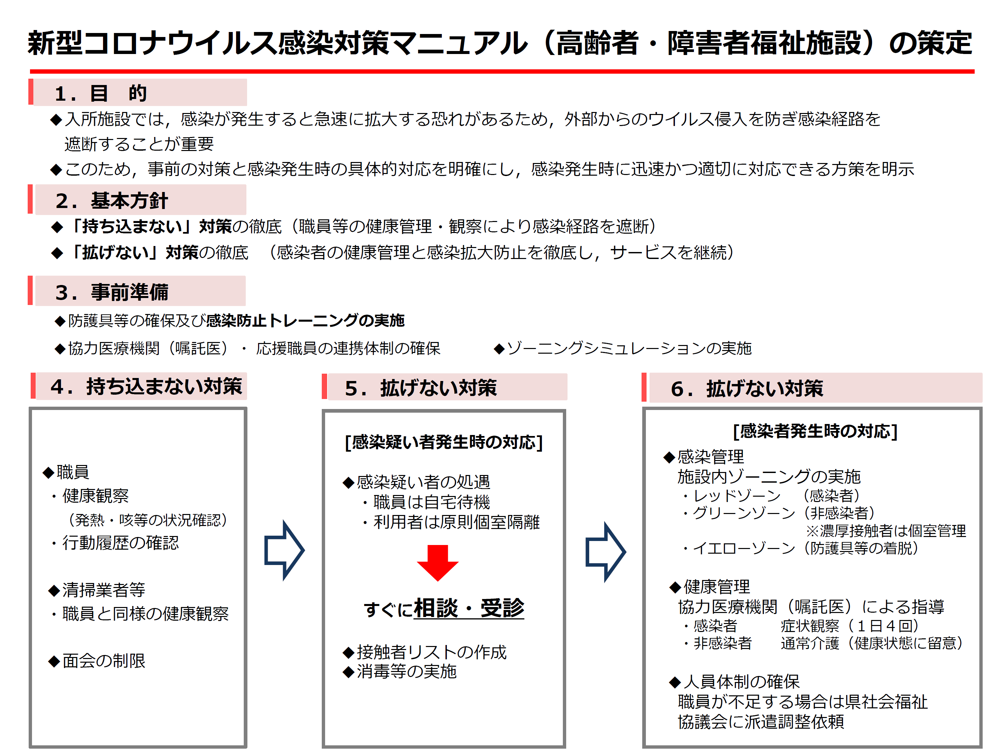 新型コロナウイルス感染対策マニュアル（高齢者・障害者福祉施設）の策定
１．目　的
◆入所施設では，感染が発生すると急速に拡大する恐れがあるため，外部からのウイルス侵入を防ぎ感染経路を
遮断することが重要
◆このため，事前の対策と感染発生時の具体的対応を明確にし，感染発生時に迅速かつ適切に対応できる方策を明示
２．基本方針
◆「持ち込まない」対策の徹底（職員等の健康管理・観察により感染経路を遮断）
◆「拡げない」対策の徹底　（感染者の健康管理と感染拡大防止を徹底し，サービスを継続）
３．事前準備
◆防護具等の確保及び感染防止トレーニングの実施
◆協力医療機関（嘱託医）・ 応援職員の連携体制の確保　　　◆ゾーニングシミュレーションの実施
４．持ち込まない対策
◆職員
・健康観察
（発熱・咳等の状況確認）
・行動履歴の確認
◆清掃業者等
・職員と同様の健康観察
◆面会の制限
５．拡げない対策
[感染疑い者発生時の対応]
◆感染疑い者の処遇
・職員は自宅待機
・利用者は原則個室隔離
すぐに相談・受診
◆接触者リストの作成
◆消毒等の実施
６．拡げない対策
[感染者発生時の対応]
◆感染管理
施設内ゾーニングの実施
・レッドゾーン　（感染者）
・グリーンゾーン（非感染者）
※濃厚接触者は個室管理
・イエローゾーン（防護具等の着脱）
◆健康管理
協力医療機関（嘱託医）による指導
・感染者　　　症状観察（１日４回）
・非感染者　　通常介護（健康状態に留意）
◆人員体制の確保
職員が不足する場合は県社会福祉
協議会に派遣調整依頼